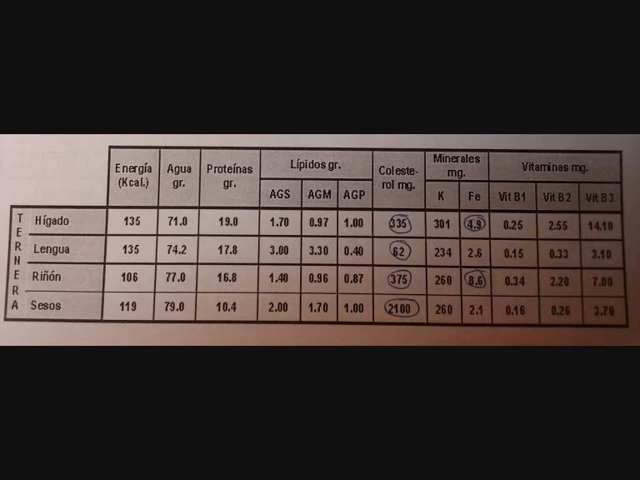 Energía (Kcal.) Agua gr. Proteínas gr. Lípidos gr. Colesterol mg. Minerales mg. Vitaminas mg.
AGS AGM AGP K Fe Vit B1 Vit B2 Vit B3
TERNERA
Hígado 135 71.0 19.0 1.70 0.97 1.00 335 301 4.9 0.25 2.55 14.10
Lengua 135 74.2 17.8 3.00 3.30 0.40 62 234 2.6 0.15 0.33 3.10
Riñón 106 77.0 16.8 1.40 0.96 0.87 375 260 8.6 0.34 2.20 7.00
Sesos 119 79.0 10.4 2.00 1.70 1.00 2100 260 2.1 0.16 0.26 3.70